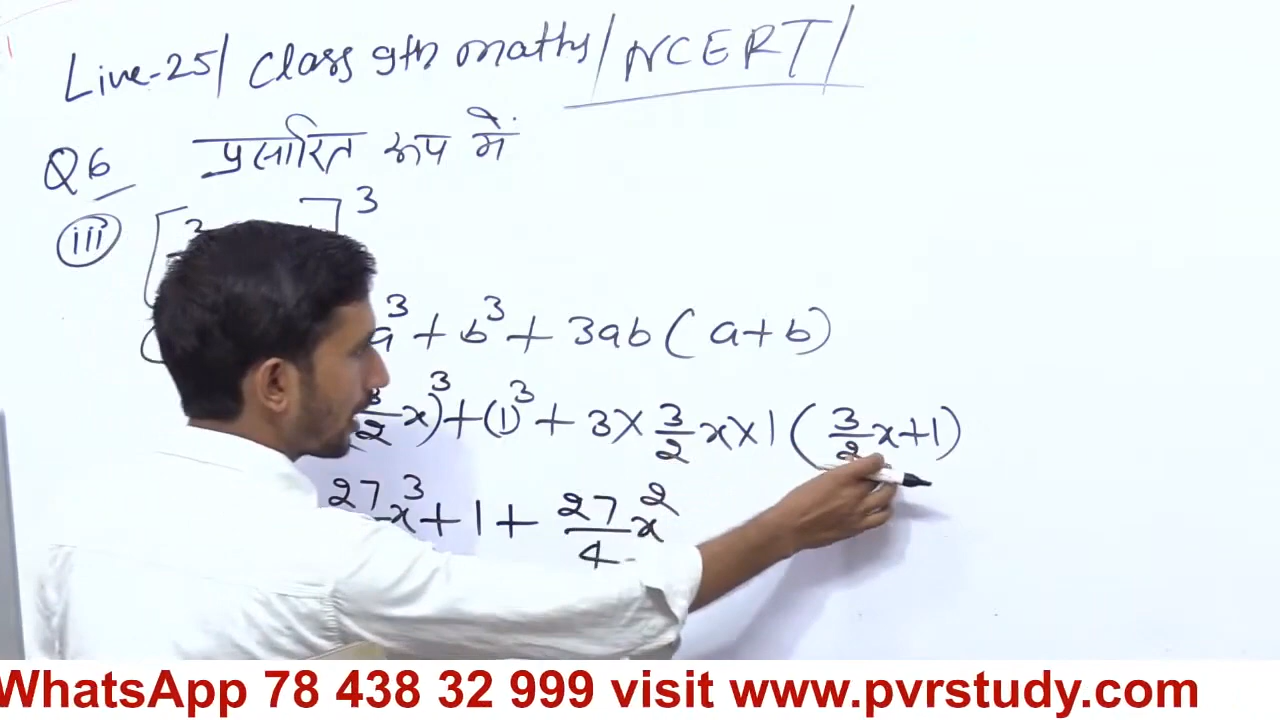 Live-25/ Class 9th maths/NCERT/
Q6 प्रसारित रूप में
iii [ ]³
a³ + b³ + 3ab ( a+b)
3/2 x)³ + (1)³ + 3 × 3/2 x × 1 ( 3/2 x+1)
27 x³ + 1 + 27/4 x²
WhatsApp 78 438 32 999 visit www.pvrstudy.com